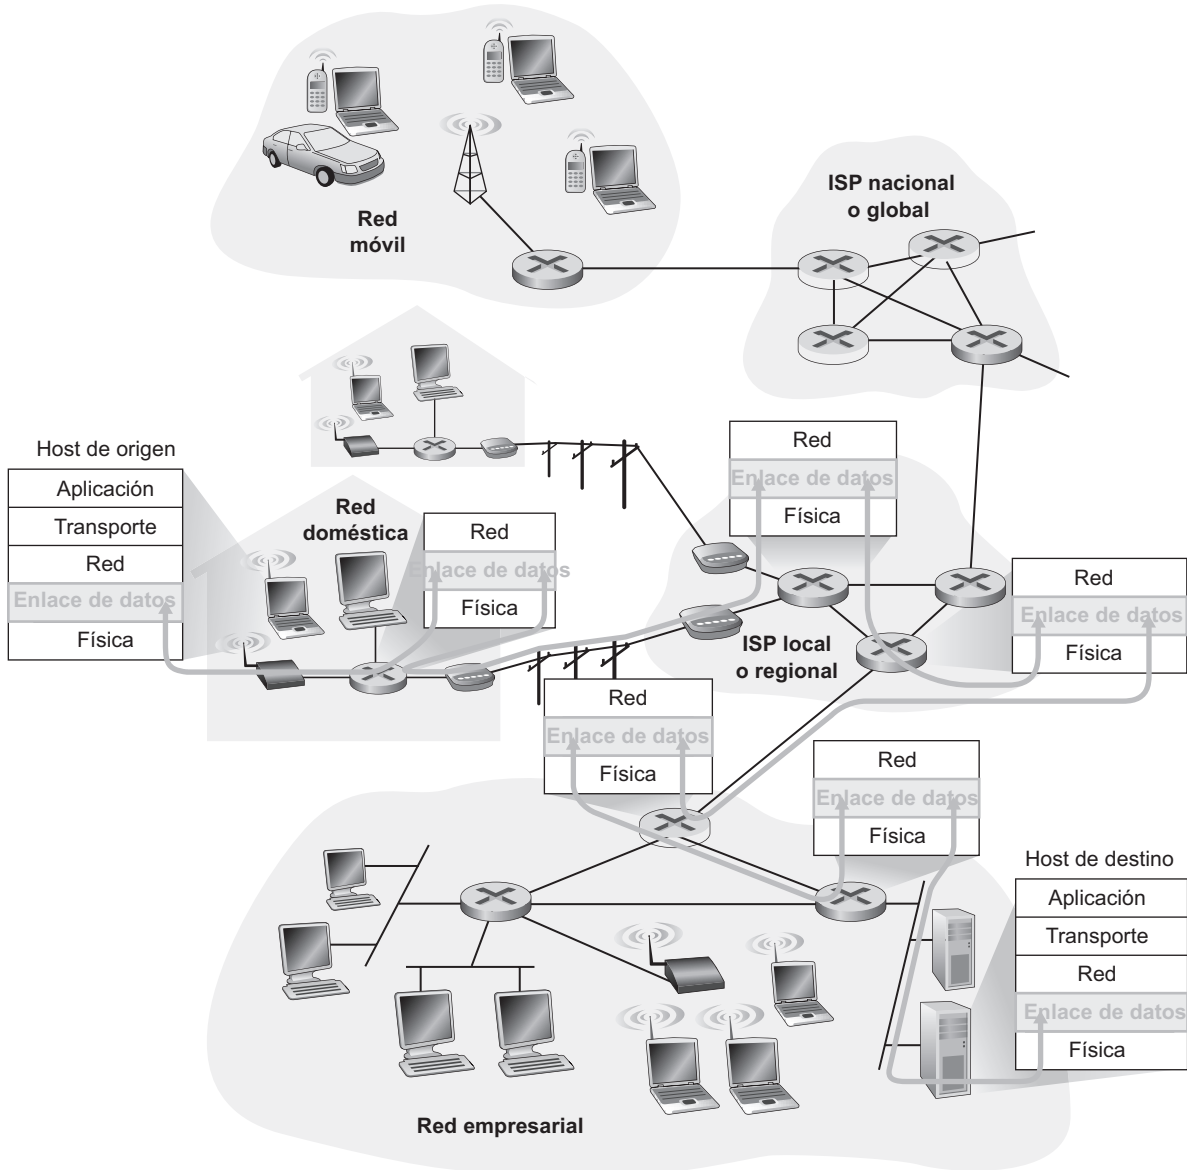 Red
móvil
ISP nacional
o global
Host de origen
Aplicación
Transporte
Red
Enlace de datos
Física
Red
doméstica
Red
Enlace de datos
Física
Red
Enlace de datos
Física
ISP local
o regional
Red
Enlace de datos
Física
Red
Enlace de datos
Física
Red
Enlace de datos
Física
Host de destino
Aplicación
Transporte
Red
Enlace de datos
Física
Red empresarial